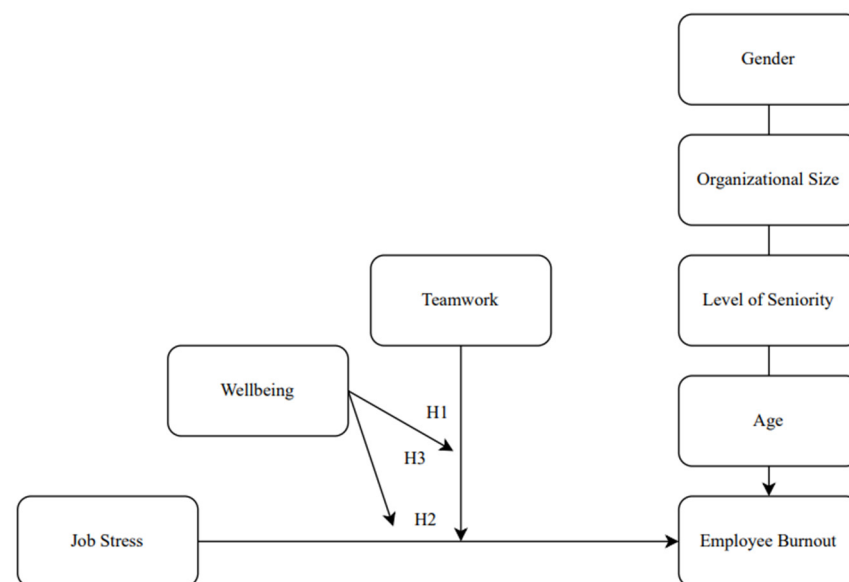 Gender
Organizational Size
Level of Seniority
Teamwork
Wellbeing
H1
Age
H3
H2
Job Stress
Employee Burnout